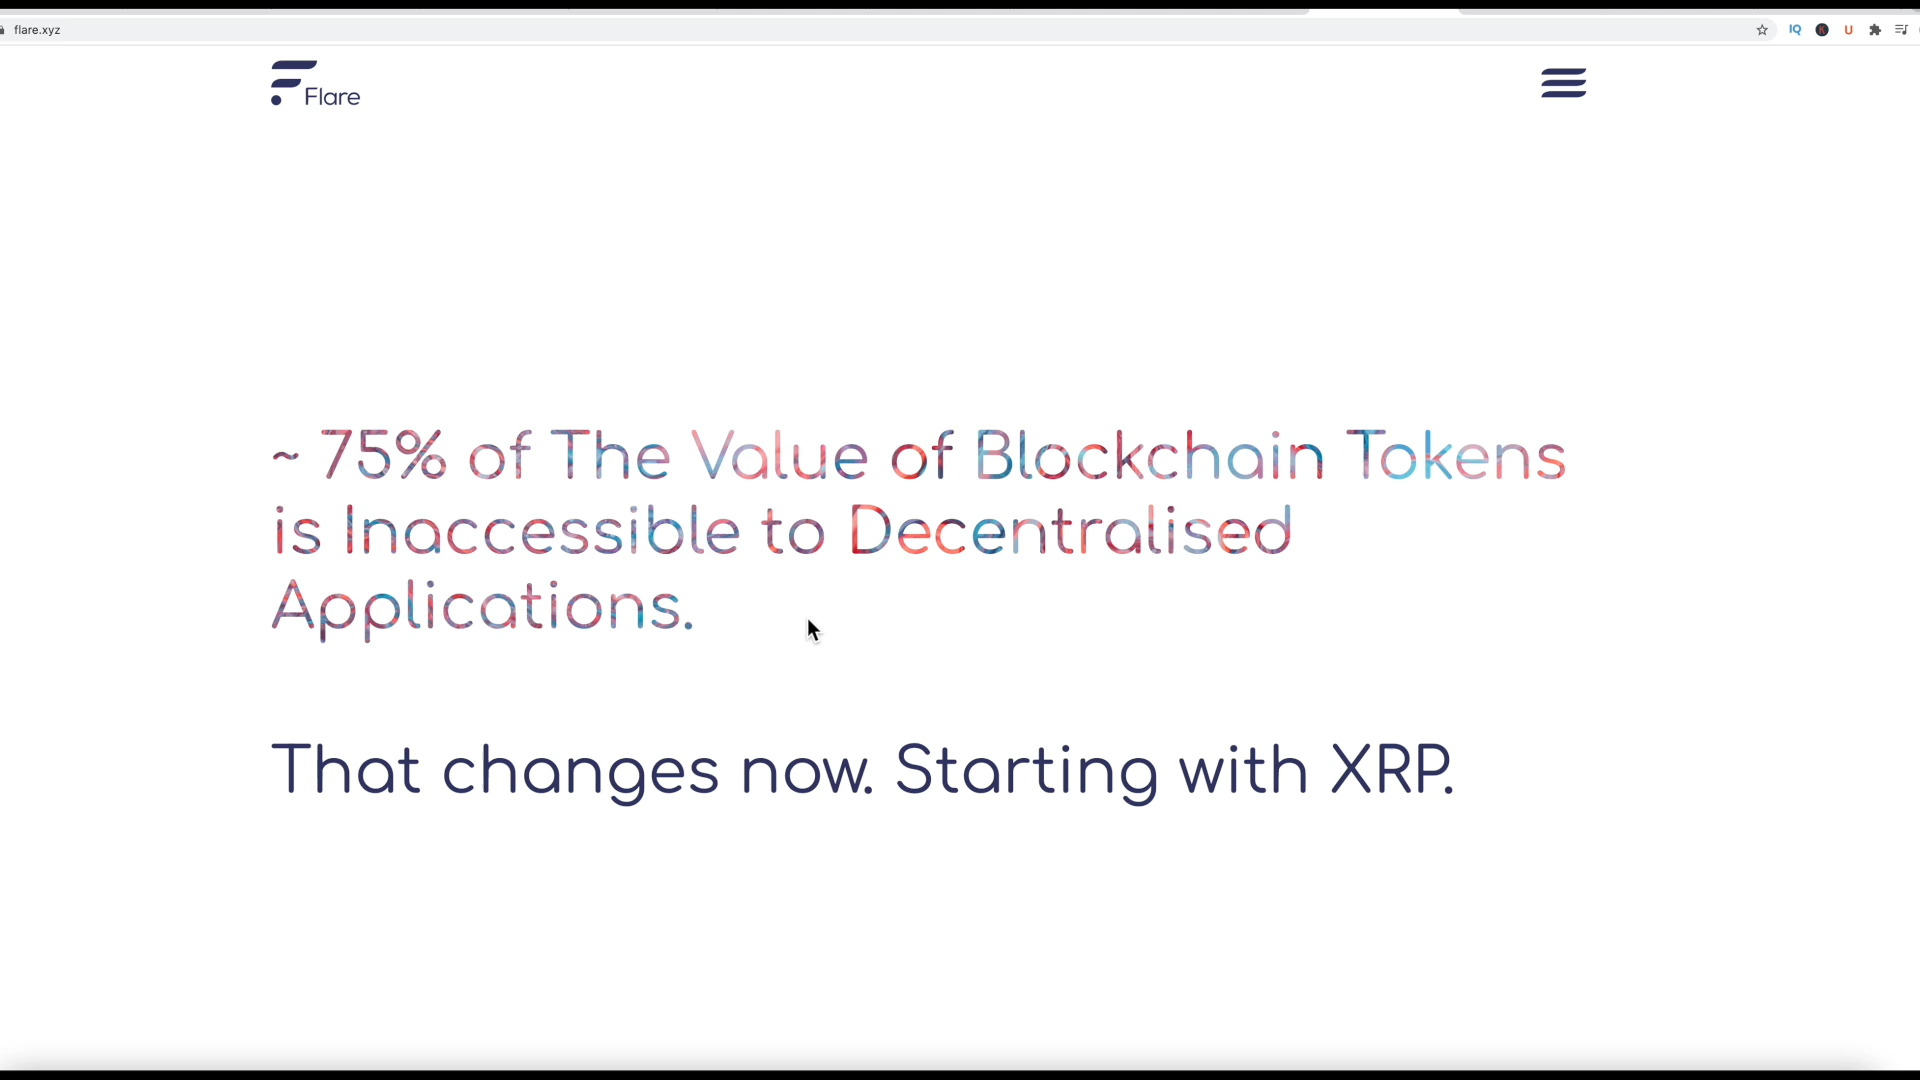 flare.xyz
IQ
U
Flare
~ 75% of The Value of Blockchain Tokens
is Inaccessible to Decentralised
Applications.
That changes now. Starting with XRP.